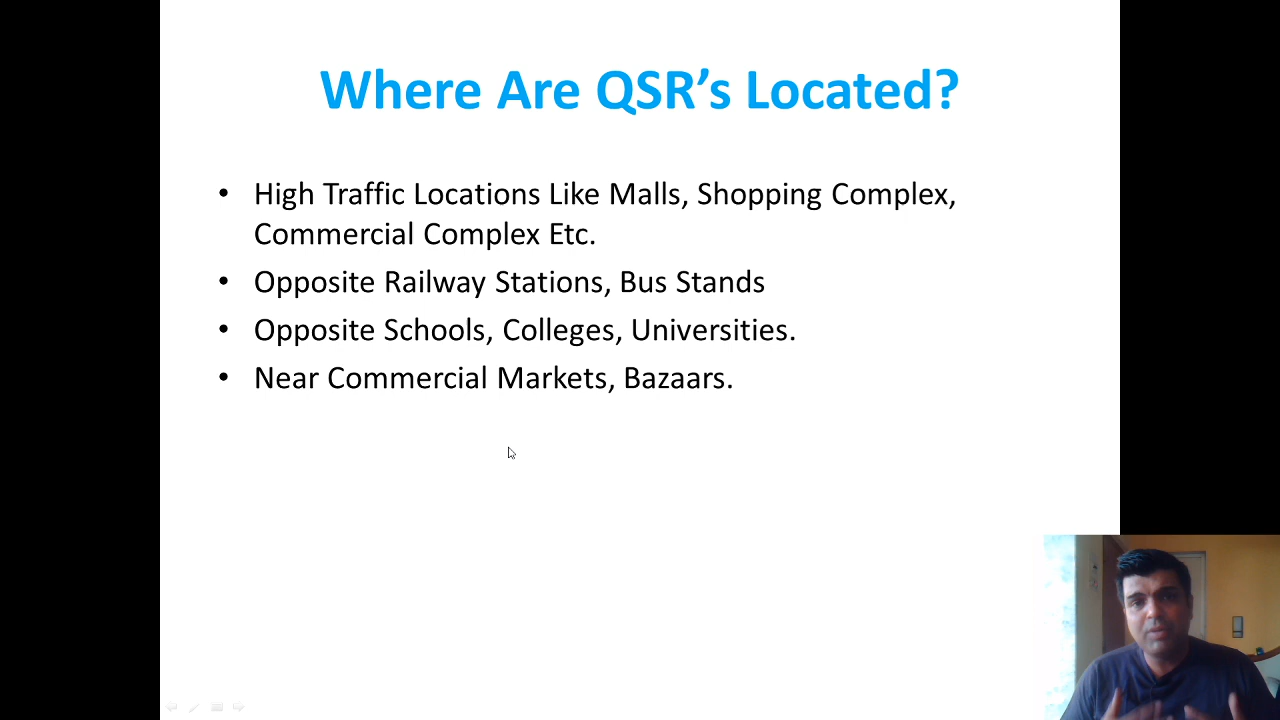 Where Are QSR’s Located?
• High Traffic Locations Like Malls, Shopping Complex,
Commercial Complex Etc.
• Opposite Railway Stations, Bus Stands
• Opposite Schools, Colleges, Universities.
• Near Commercial Markets, Bazaars.